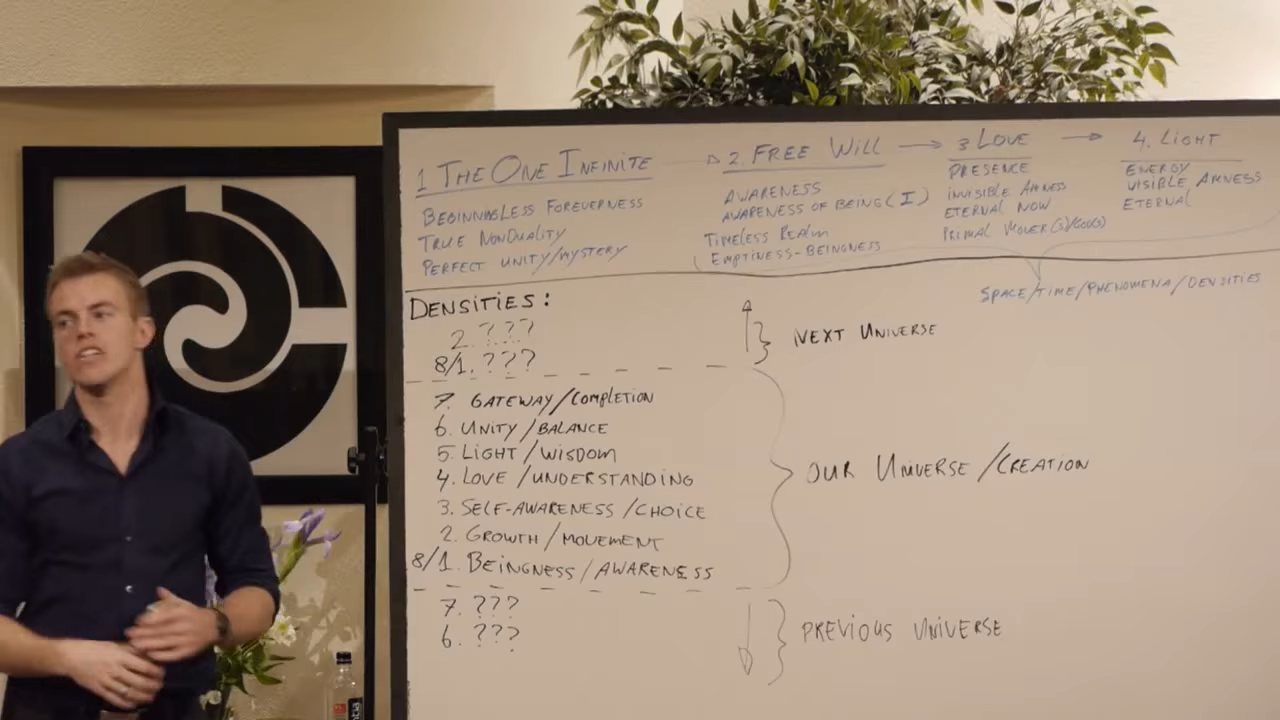 1 THE ONE INFINITE
BEGINNINGLESS FOREVERNESS
TRUE NONDUALITY
PERFECT UNITY/MYSTERY
2. FREE WILL
AWARENESS
AWARENESS OF BEING (I)
TIMELESS REALM
EMPTINESS-BEINGNESS
3 LOVE
PRESENCE
INVISIBLE AMNESS
ETERNAL NOW
PRIMAL MOVER(S)/GOD(S)
4. LIGHT
ENERGY
VISIBLE AMNESS
ETERNAL
SPACE/TIME/PHENOMENA/DENSITIES
DENSITIES:
2. ???
8/1. ???
NEXT UNIVERSE
7. GATEWAY/COMPLETION
6. UNITY/BALANCE
5. LIGHT/WISDOM
4. LOVE/UNDERSTANDING
3. SELF-AWARENESS/CHOICE
2. GROWTH/MOVEMENT
8/1. BEINGNESS/AWARENESS
OUR UNIVERSE/CREATION
7. ???
6. ???
PREVIOUS UNIVERSE